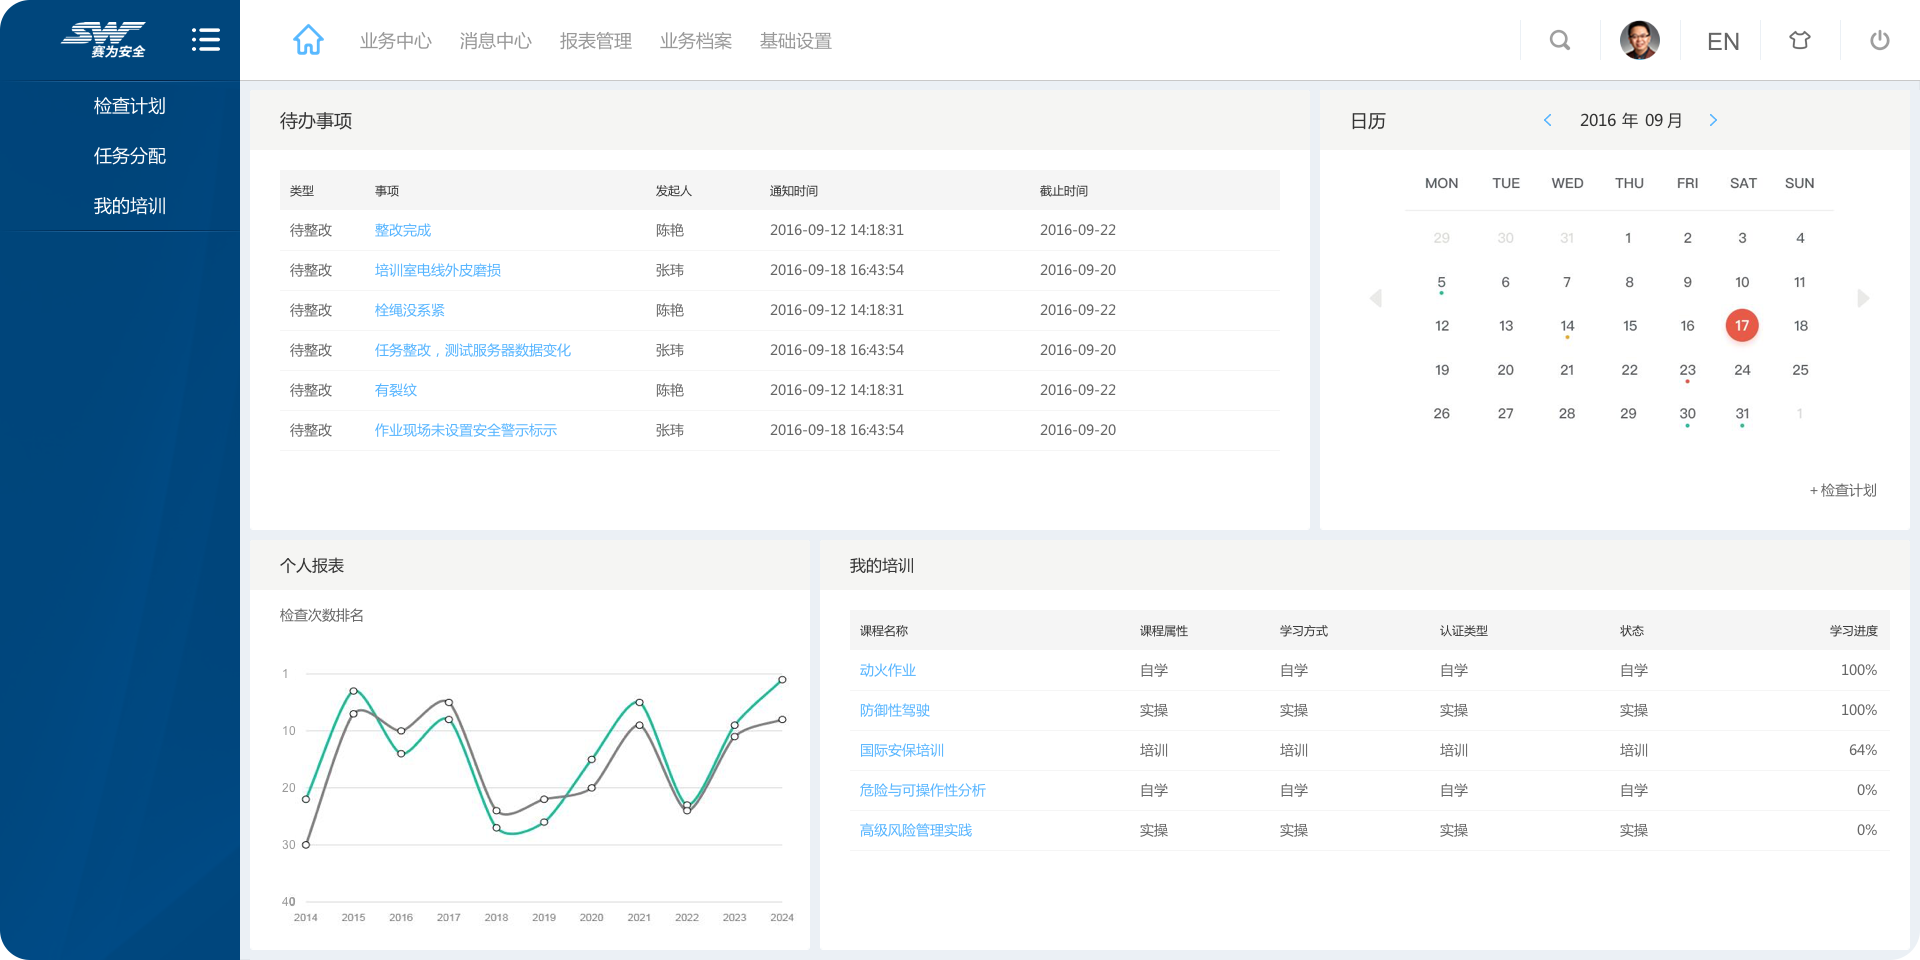 SW
赛为安全
业务中心 消息中心 报表管理 业务档案 基础设置
EN
检查计划
任务分配
我的培训
待办事项
类型 事项 发起人 通知时间 截止时间
待整改 整改完成 陈艳 2016-09-12 14:18:31 2016-09-22
待整改 培训室电线外皮磨损 张玮 2016-09-18 16:43:54 2016-09-20
待整改 栓绳没系紧 陈艳 2016-09-12 14:18:31 2016-09-22
待整改 任务整改，测试服务器数据变化 张玮 2016-09-18 16:43:54 2016-09-20
待整改 有裂纹 陈艳 2016-09-12 14:18:31 2016-09-22
待整改 作业现场未设置安全警示标示 张玮 2016-09-18 16:43:54 2016-09-20
日历 2016 年 09 月
MON TUE WED THU FRI SAT SUN
29 30 31 1 2 3 4
5 6 7 8 9 10 11
12 13 14 15 16 17 18
19 20 21 22 23 24 25
26 27 28 29 30 31 1
+ 检查计划
个人报表
检查次数排名
1
10
20
30
40
2014 2015 2016 2017 2018 2019 2020 2021 2022 2023 2024
我的培训
课程名称 课程属性 学习方式 认证类型 状态 学习进度
动火作业 自学 自学 自学 自学 100%
防御性驾驶 实操 实操 实操 实操 100%
国际安保培训 培训 培训 培训 培训 64%
危险与可操作性分析 自学 自学 自学 自学 0%
高级风险管理实践 实操 实操 实操 实操 0%